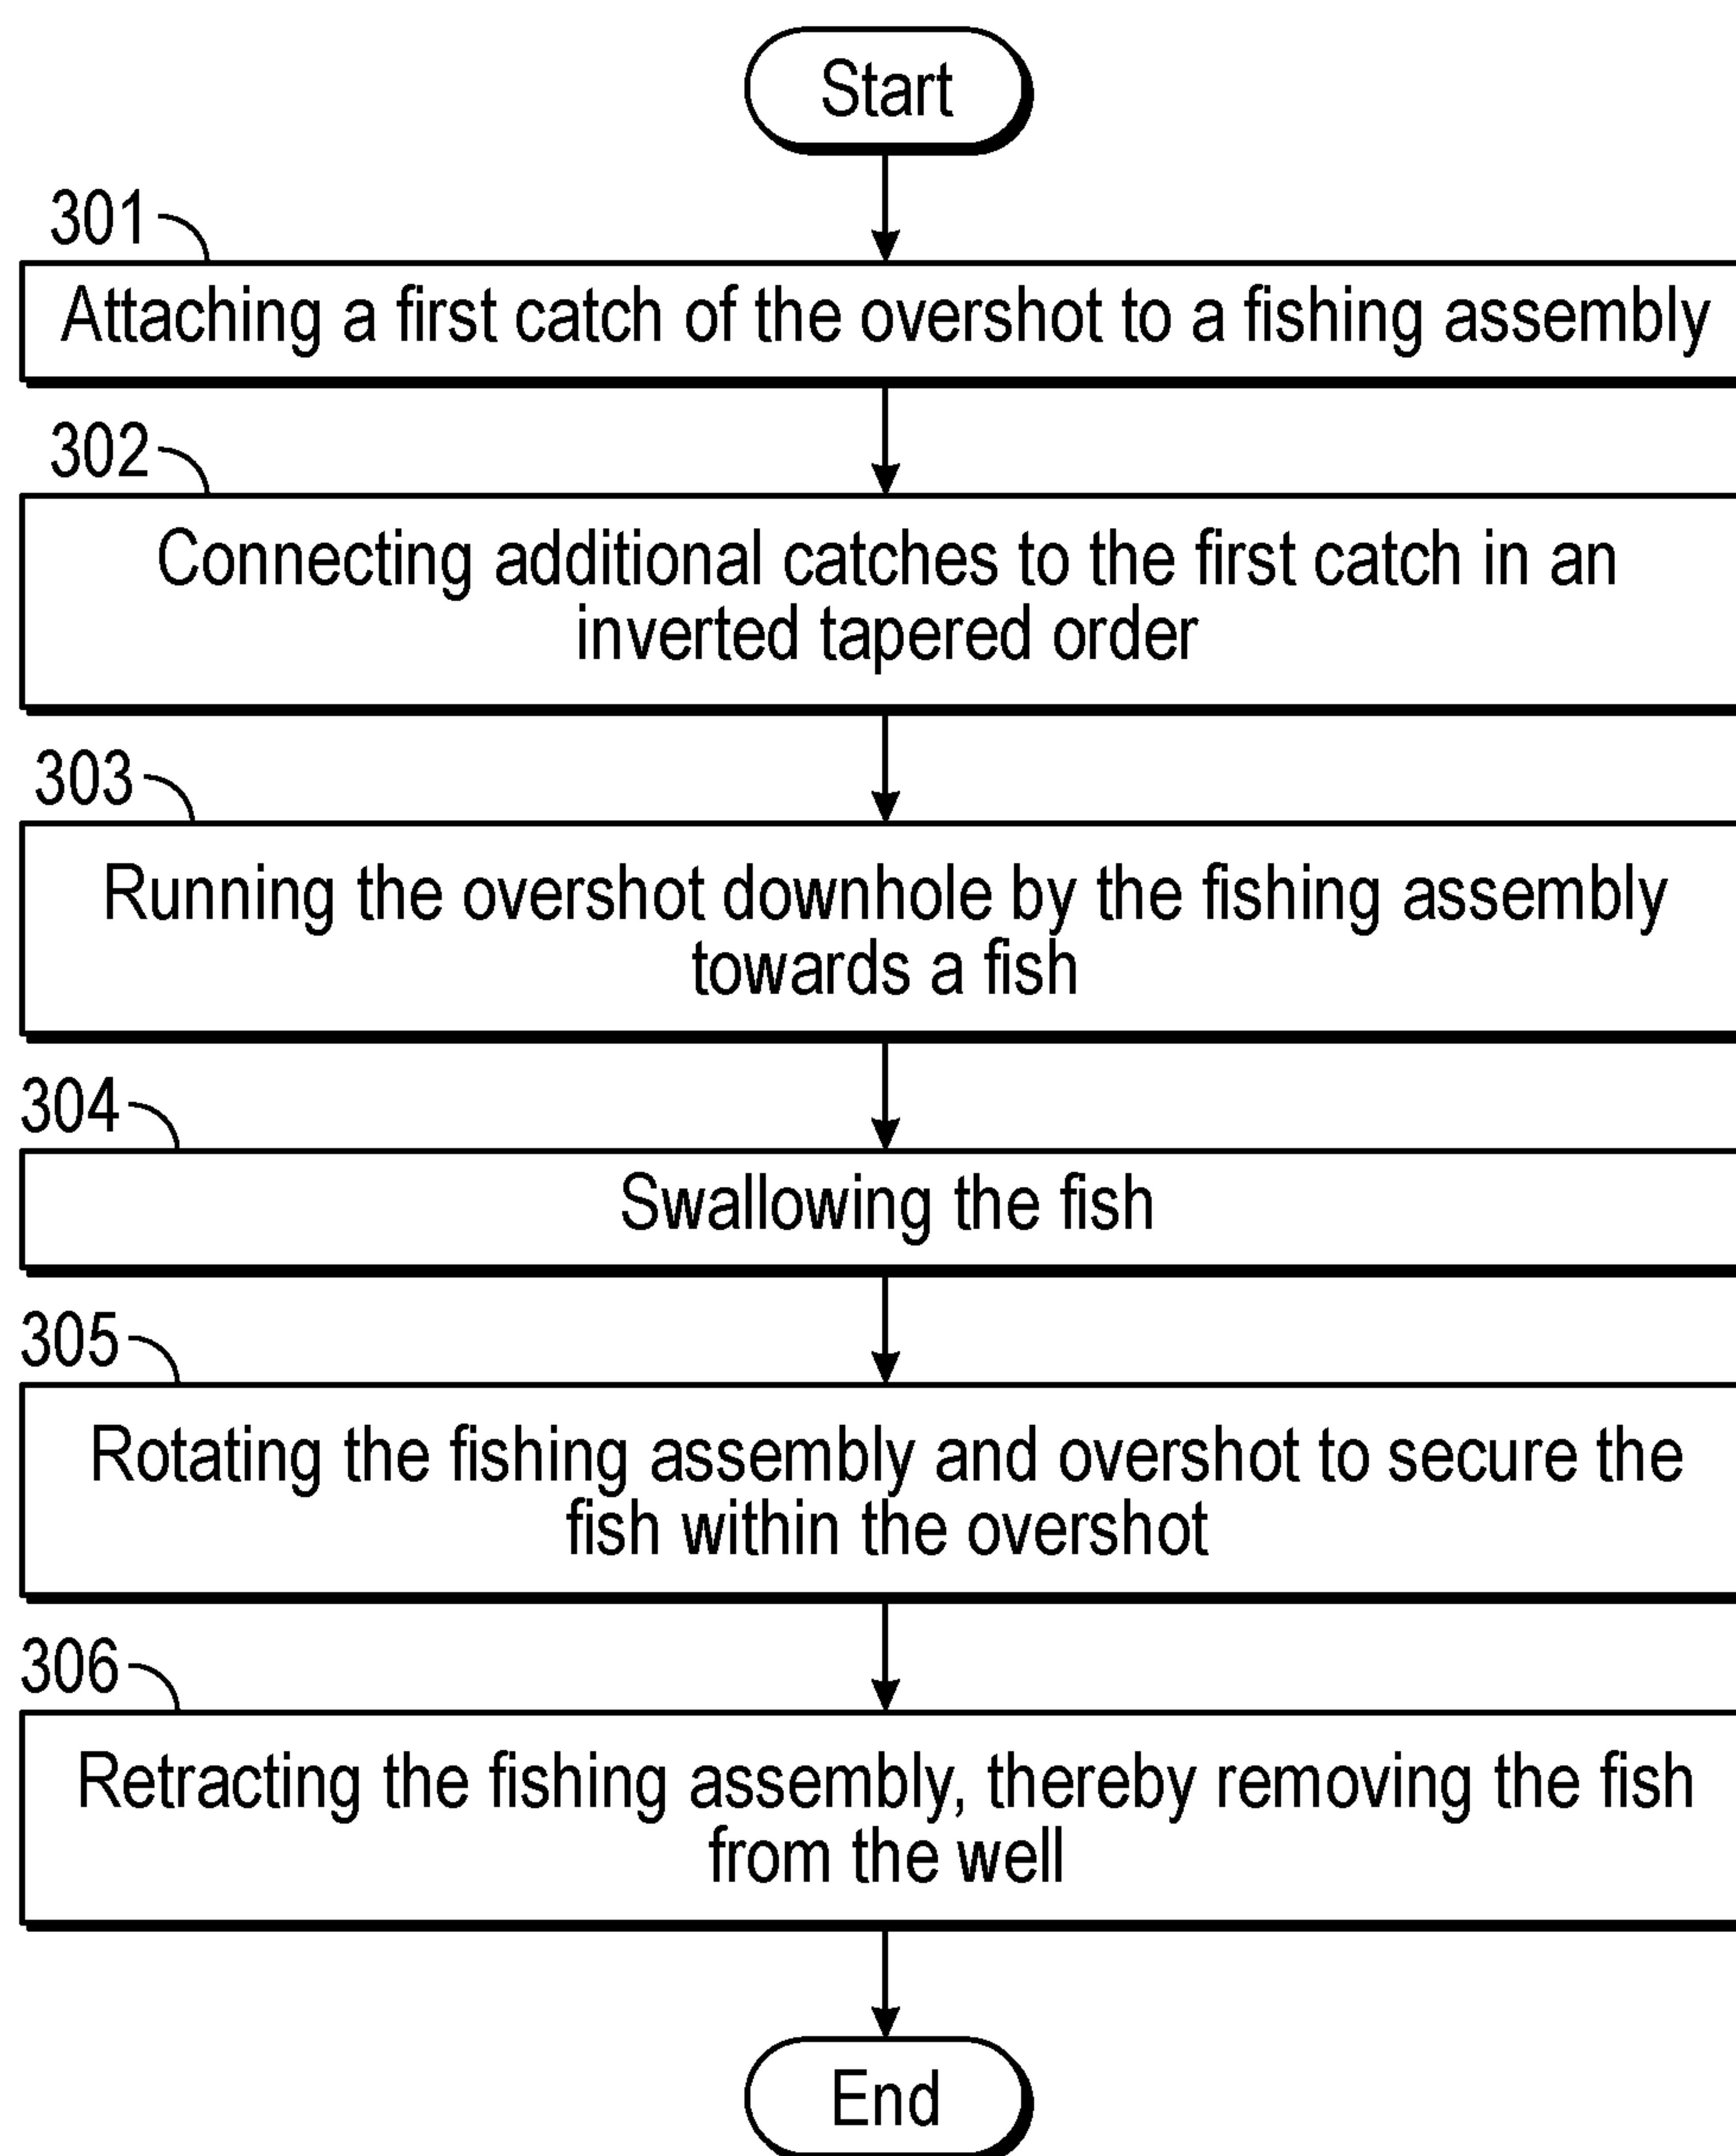 Start
301
Attaching a first catch of the overshot to a fishing assembly
302
Connecting additional catches to the first catch in an
inverted tapered order
303
Running the overshot downhole by the fishing assembly
towards a fish
304
Swallowing the fish
305
Rotating the fishing assembly and overshot to secure the
fish within the overshot
306
Retracting the fishing assembly, thereby removing the fish
from the well
End